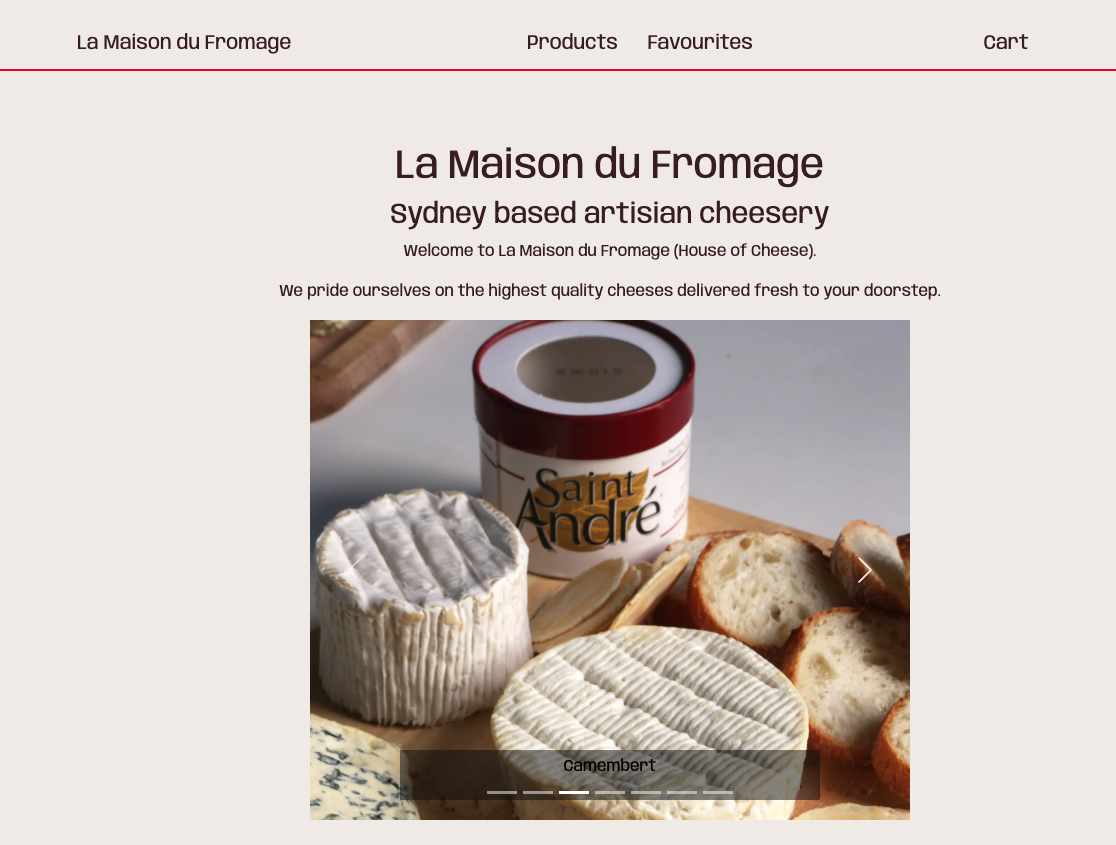 La Maison du Fromage
Products
Favourites
Cart
La Maison du Fromage
Sydney based artisian cheesery
Welcome to La Maison du Fromage (House of Cheese).
We pride ourselves on the highest quality cheeses delivered fresh to your doorstep.
Saint
André
Camembert